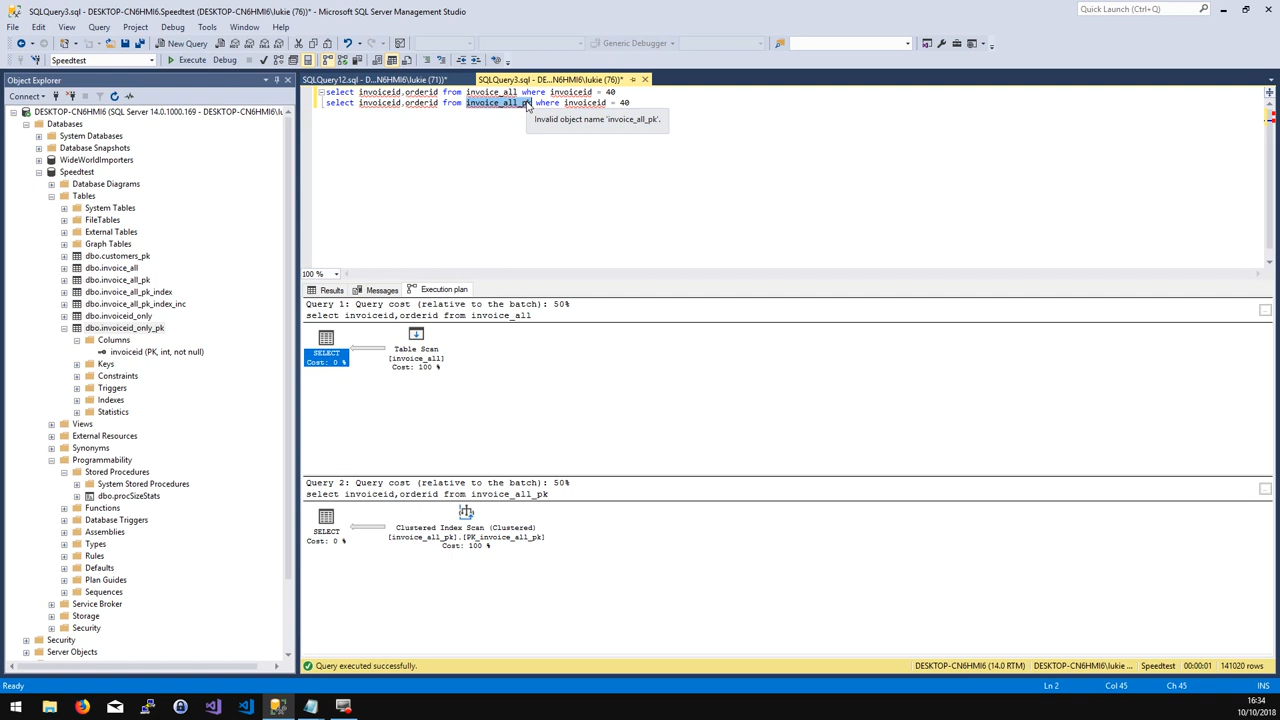 SQLQuery3.sql - DESKTOP-CN6HMI6.Speedtest (DESKTOP-CN6HMI6\lukie (76))* - Microsoft SQL Server Management Studio
Quick Launch (Ctrl+Q)
File Edit View Query Project Debug Tools Window Help
New Query
Generic Debugger
Speedtest
Execute Debug
Object Explorer
Connect
DESKTOP-CN6HMI6 (SQL Server 14.0.1000.169 - DESKTOP-CN6HMI6\l
Databases
System Databases
Database Snapshots
WideWorldImporters
Speedtest
Database Diagrams
Tables
System Tables
FileTables
External Tables
Graph Tables
dbo.customers_pk
dbo.invoice_all
dbo.invoice_all_pk
dbo.invoice_all_pk_index
dbo.invoice_all_pk_index_inc
dbo.invoiceid_only
dbo.invoiceid_only_pk
Columns
invoiceid (PK, int, not null)
Keys
Constraints
Triggers
Indexes
Statistics
Views
External Resources
Synonyms
Programmability
Stored Procedures
System Stored Procedures
dbo.procSizeStats
Functions
Database Triggers
Assemblies
Types
Rules
Defaults
Plan Guides
Sequences
Service Broker
Storage
Security
Security
Server Objects
SQLQuery12.sql - D...N6HMI6\lukie (71))*
SQLQuery3.sql - DE...N6HMI6\lukie (76))*
select invoiceid,orderid from invoice_all where invoiceid = 40
select invoiceid,orderid from invoice_all_pk where invoiceid = 40
Invalid object name 'invoice_all_pk'.
100 %
Results Messages Execution plan
Query 1: Query cost (relative to the batch): 50%
select invoiceid,orderid from invoice_all
SELECT
Cost: 0 %
Table Scan
[invoice_all]
Cost: 100 %
Query 2: Query cost (relative to the batch): 50%
select invoiceid,orderid from invoice_all_pk
SELECT
Cost: 0 %
Clustered Index Scan (Clustered)
[invoice_all_pk].[PK_invoice_all_pk]
Cost: 100 %
Query executed successfully.
DESKTOP-CN6HMI6 (14.0 RTM) DESKTOP-CN6HMI6\lukie ... Speedtest 00:00:01 141020 rows
Ready
Ln 2 Col 45 Ch 45 INS
16:34
10/10/2018